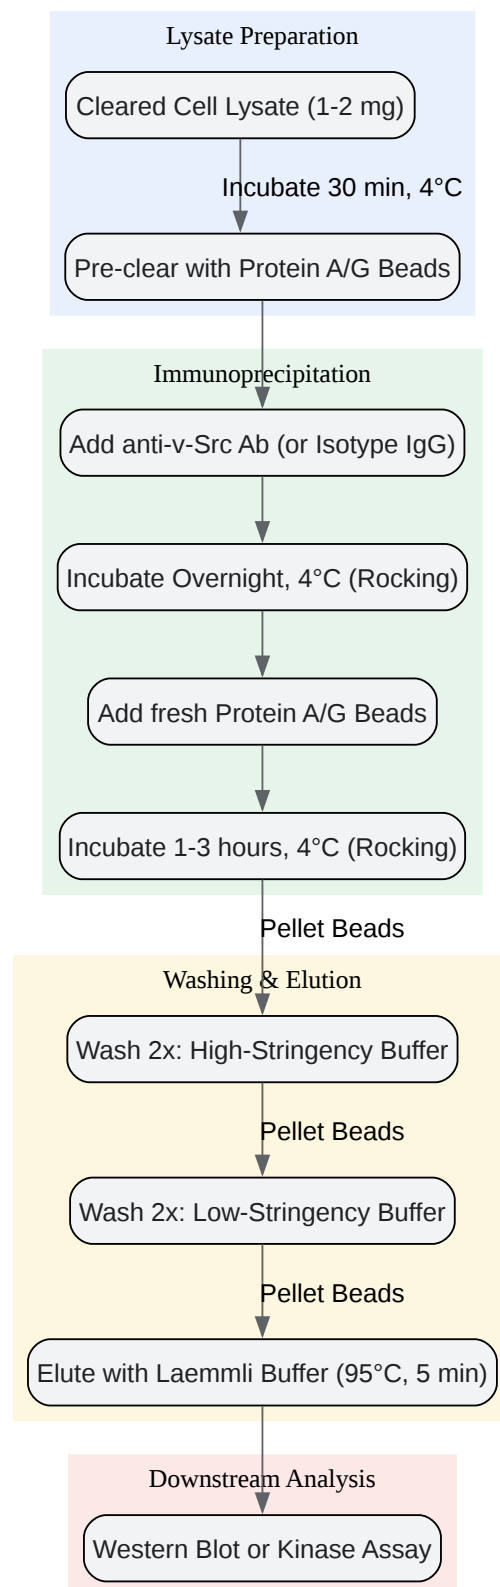 Lysate Preparation
Cleared Cell Lysate (1-2 mg)
Incubate 30 min, 4°C
Pre-clear with Protein A/G Beads
Immunoprecipitation
Add anti-v-Src Ab (or Isotype IgG)
Incubate Overnight, 4°C (Rocking)
Add fresh Protein A/G Beads
Incubate 1-3 hours, 4°C (Rocking)
Pellet Beads
Washing & Elution
Wash 2x: High-Stringency Buffer
Pellet Beads
Wash 2x: Low-Stringency Buffer
Pellet Beads
Elute with Laemmli Buffer (95°C, 5 min)
Downstream Analysis
Western Blot or Kinase Assay